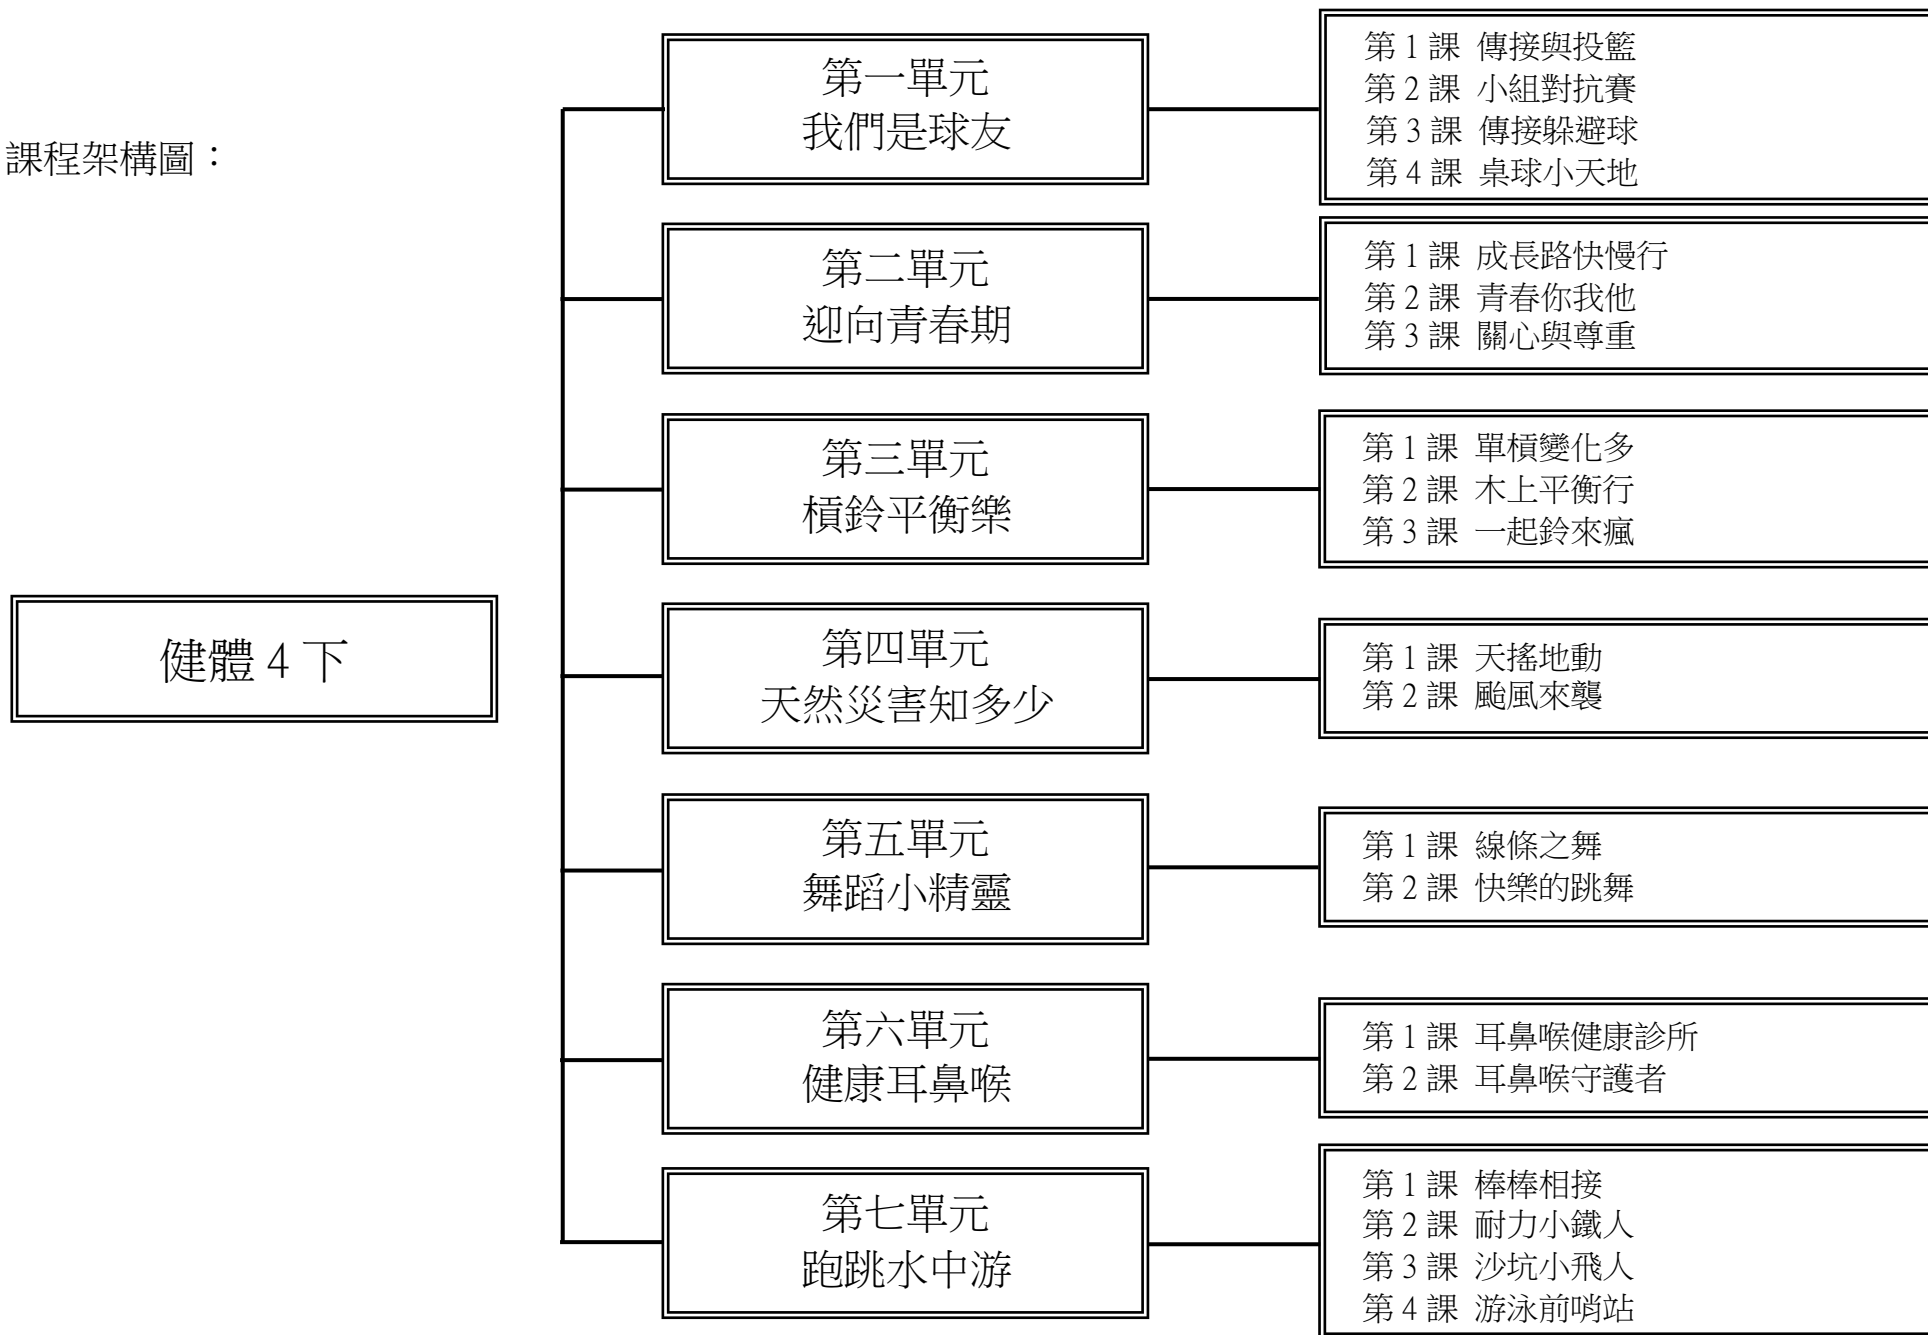 課程架構圖：
健體 4 下
第一單元
我們是球友
第 1 課 傳接與投籃
第 2 課 小組對抗賽
第 3 課 傳接躲避球
第 4 課 桌球小天地
第二單元
迎向青春期
第 1 課 成長路快慢行
第 2 課 青春你我他
第 3 課 關心與尊重
第三單元
槓鈴平衡樂
第 1 課 單槓變化多
第 2 課 木上平衡行
第 3 課 一起鈴來瘋
第四單元
天然災害知多少
第 1 課 天搖地動
第 2 課 颱風來襲
第五單元
舞蹈小精靈
第 1 課 線條之舞
第 2 課 快樂的跳舞
第六單元
健康耳鼻喉
第 1 課 耳鼻喉健康診所
第 2 課 耳鼻喉守護者
第七單元
跑跳水中游
第 1 課 棒棒相接
第 2 課 耐力小鐵人
第 3 課 沙坑小飛人
第 4 課 游泳前哨站